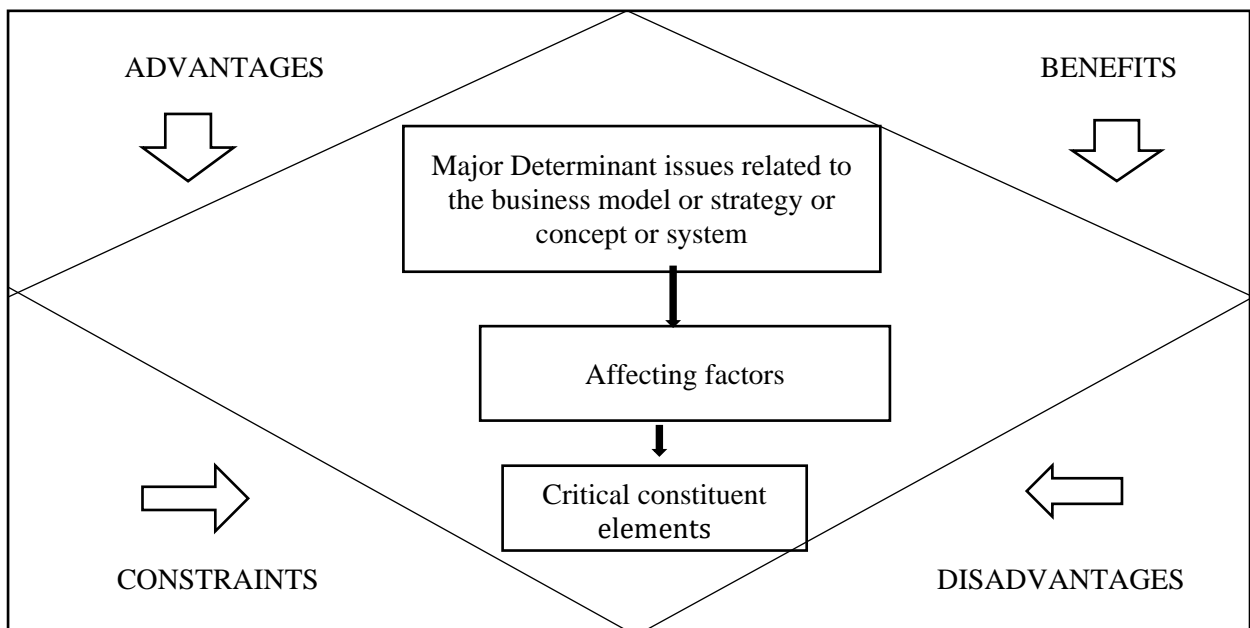 ADVANTAGES
BENEFITS
Major Determinant issues related to
the business model or strategy or
concept or system
Affecting factors
Critical constituent
elements
CONSTRAINTS
DISADVANTAGES